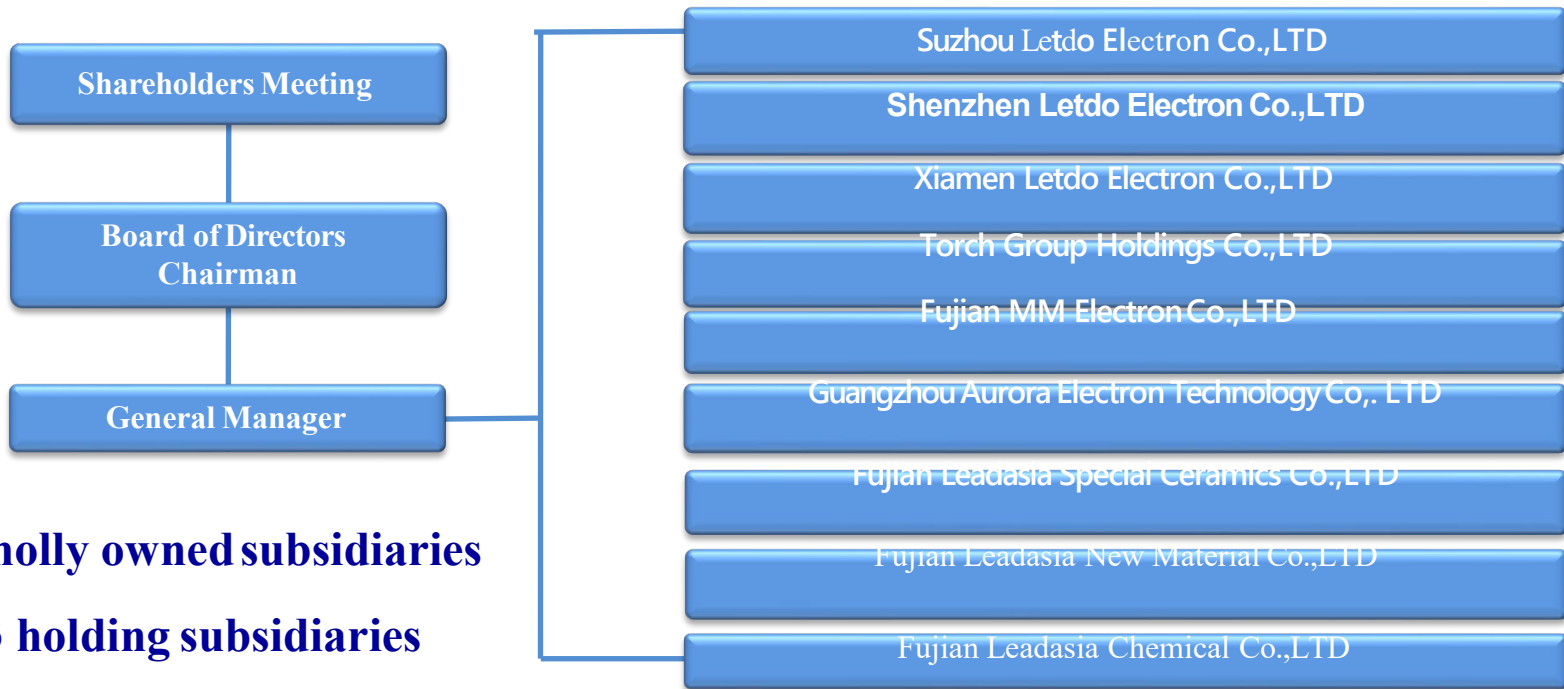 Shareholders Meeting
Board of Directors
Chairman
General Manager
owned subsidiaries
holding subsidiaries
Suzhou Letdo Electron Co.,LTD
Shenzhen Letdo Electron Co.,LTD
Xiamen Letdo Electron Co.,LTD
Torch Group Holdings Co.,LTD
Fujian MM Electron Co.,LTD
Guangzhou Aurora Electron Technology Co,. LTD
Fujian Leadasia Special Ceramics Co.,LTD
Fujian Leadasia New Material Co.,LTD
Fujian Leadasia Chemical Co.,LTD